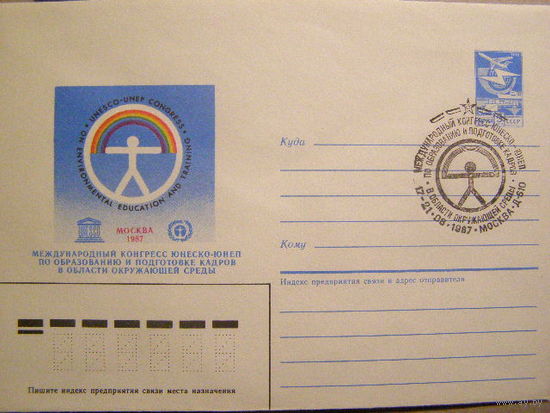 UNESCO-UNEP CONGRESS
ON ENVIRONMENTAL EDUCATION AND TRAINING
МОСКВА
1987
МЕЖДУНАРОДНЫЙ КОНГРЕСС ЮНЕСКО-ЮНЕП
ПО ОБРАЗОВАНИЮ И ПОДГОТОВКЕ КАДРОВ
В ОБЛАСТИ ОКРУЖАЮЩЕЙ СРЕДЫ
МЕЖДУНАРОДНЫЙ КОНГРЕСС ЮНЕСКО-ЮНЕП
ПО ОБРАЗОВАНИЮ И ПОДГОТОВКЕ КАДРОВ
В ОБЛАСТИ ОКРУЖАЮЩЕЙ СРЕДЫ
17-21-08-1987 • МОСКВА • Д-610
Куда
Кому
Индекс предприятия связи и адрес отправителя
Пишите индекс предприятия связи места назначения